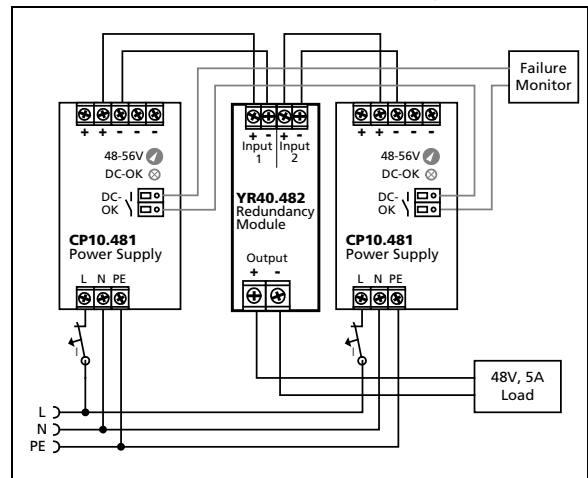 Failure
Monitor
+ + - - -
48-56V
DC-OK
DC-
OK
CP10.481
Power Supply
L N PE
+ - + -
Input Input
1 2
YR40.482
Redundancy
Module
Output
+ -
+ + - - -
48-56V
DC-OK
DC-
OK
CP10.481
Power Supply
L N PE
I
I
48V, 5A
Load
L
N
PE